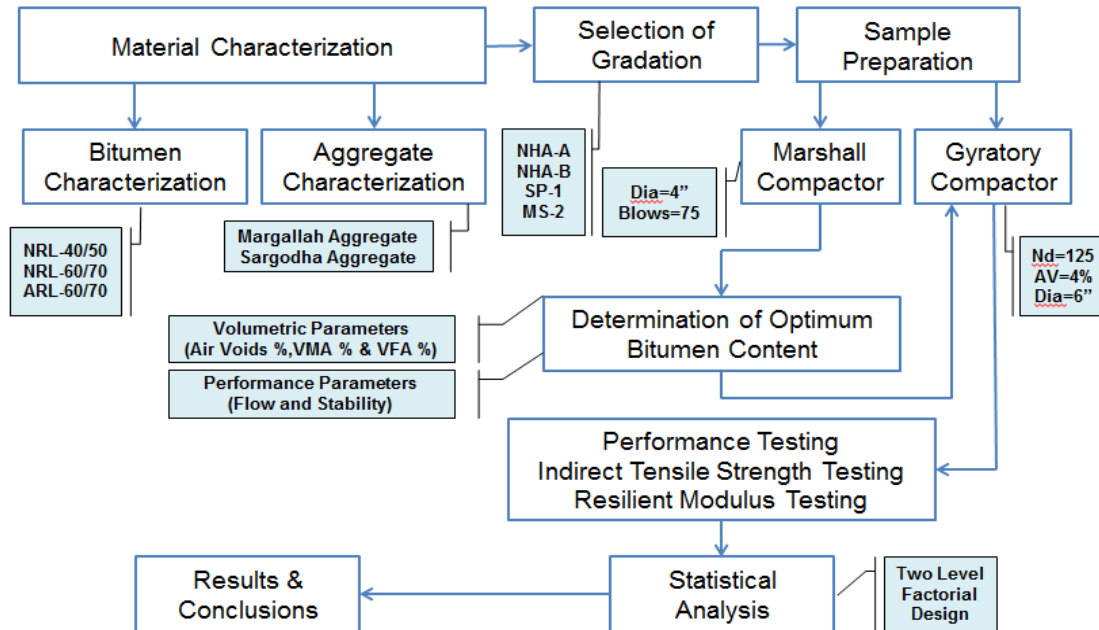 Material Characterization
Selection of
Gradation
Sample
Preparation
Bitumen
Characterization
Aggregate
Characterization
NHA-A
NHA-B
SP-1
MS-2
Dia=4”
Blows=75
Marshall
Compactor
Gyratory
Compactor
NRL-40/50
NRL-60/70
ARL-60/70
Margallah Aggregate
Sargodha Aggregate
Nd=125
AV=4%
Dia=6”
Volumetric Parameters
(Air Voids %,VMA % & VFA %)
Determination of Optimum
Bitumen Content
Performance Parameters
(Flow and Stability)
Performance Testing
Indirect Tensile Strength Testing
Resilient Modulus Testing
Results &
Conclusions
Statistical
Analysis
Two Level
Factorial
Design